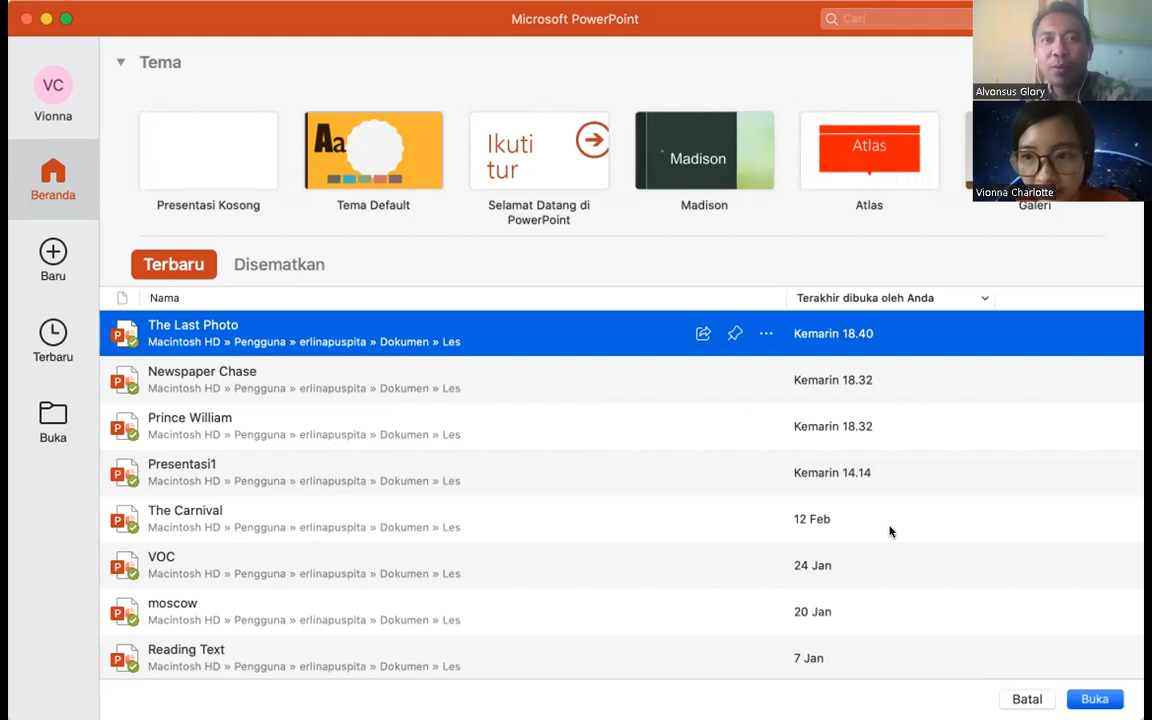 Microsoft PowerPoint
Cari
VC
Vionna
Beranda
Baru
Terbaru
Buka
Tema
Aa
Ikuti
tur
Madison
Atlas
Presentasi Kosong
Tema Default
Selamat Datang di
PowerPoint
Madison
Atlas
Galeri
Alvonsus Glory
Vionna Charlotte
Terbaru
Disematkan
Nama
Terakhir dibuka oleh Anda
The Last Photo
Macintosh HD » Pengguna » erlinapuspita » Dokumen » Les
Kemarin 18.40
Newspaper Chase
Macintosh HD » Pengguna » erlinapuspita » Dokumen » Les
Kemarin 18.32
Prince William
Macintosh HD » Pengguna » erlinapuspita » Dokumen » Les
Kemarin 18.32
Presentasi1
Macintosh HD » Pengguna » erlinapuspita » Dokumen » Les
Kemarin 14.14
The Carnival
Macintosh HD » Pengguna » erlinapuspita » Dokumen » Les
12 Feb
VOC
Macintosh HD » Pengguna » erlinapuspita » Dokumen » Les
24 Jan
moscow
Macintosh HD » Pengguna » erlinapuspita » Dokumen » Les
20 Jan
Reading Text
Macintosh HD » Pengguna » erlinapuspita » Dokumen » Les
7 Jan
Batal
Buka